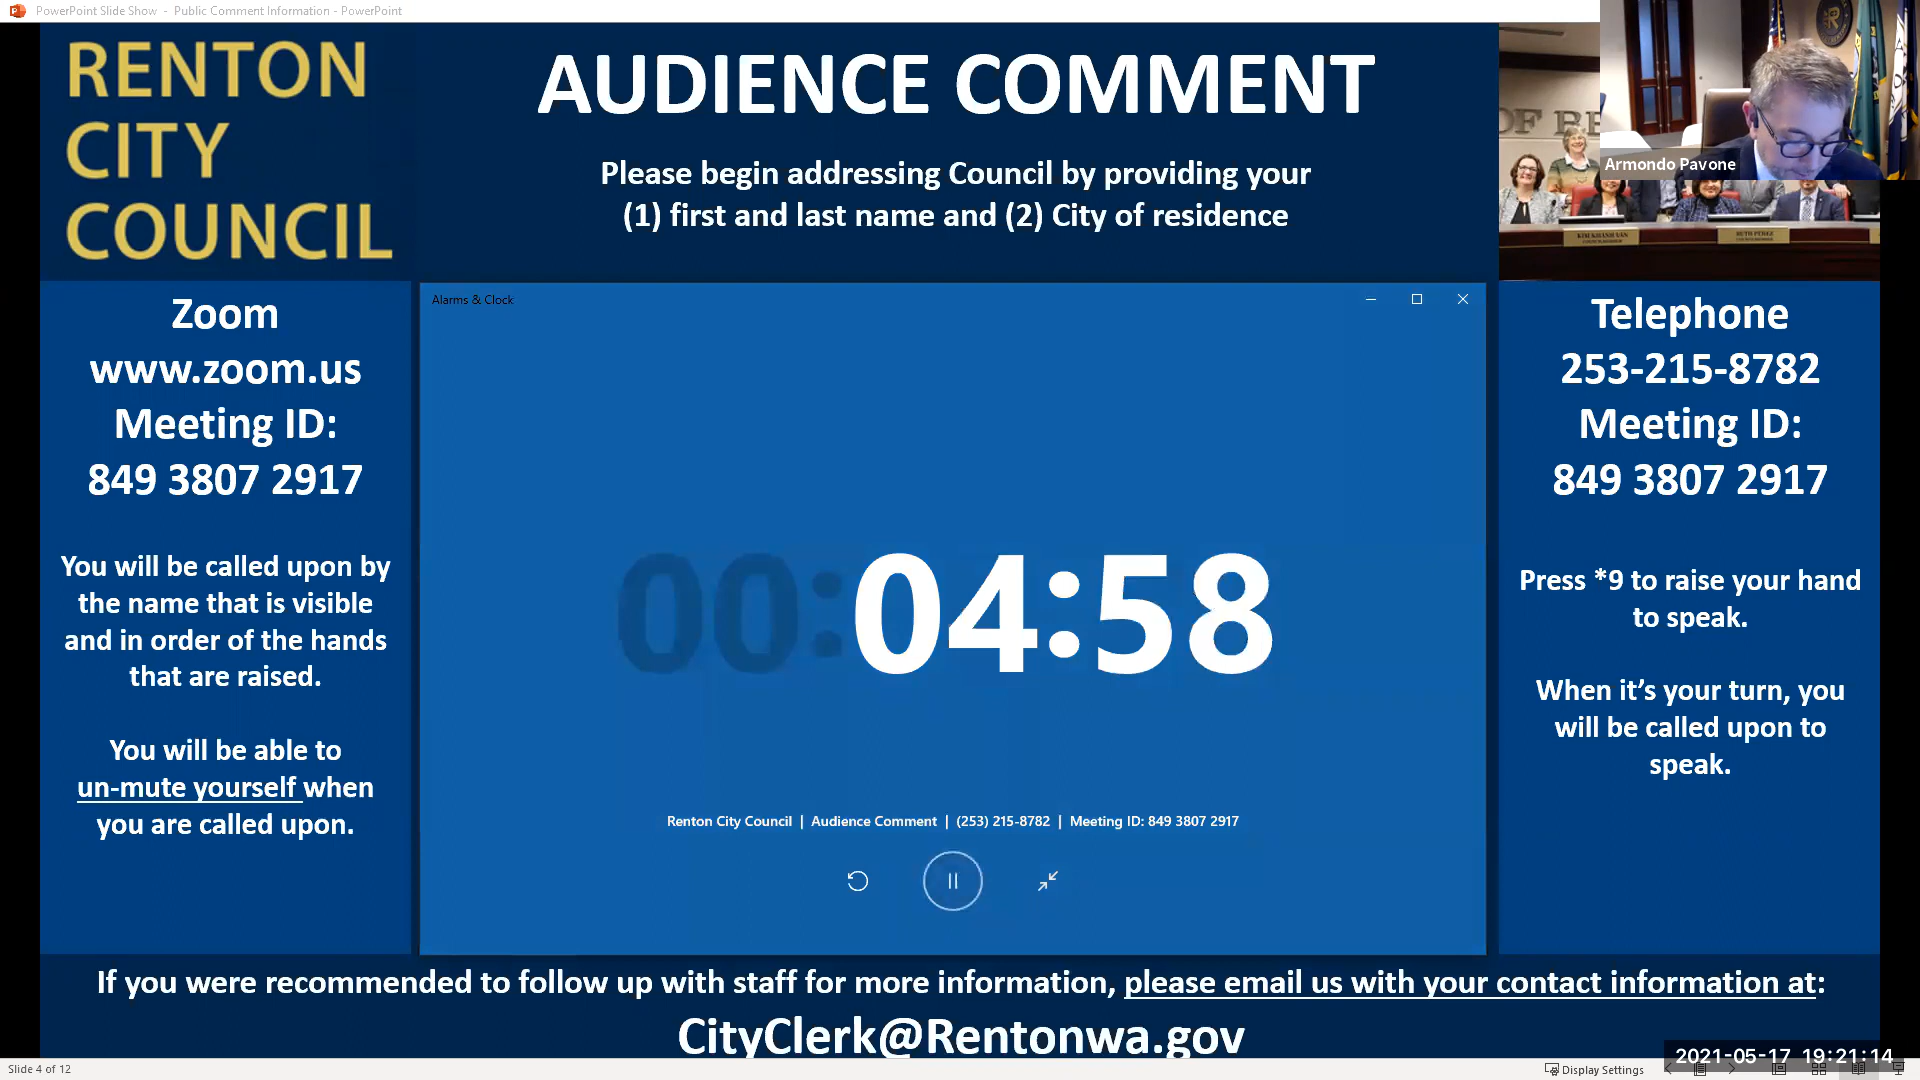 PowerPoint Slide Show - Public Comment Information - PowerPoint
RENTON
CITY
COUNCIL
AUDIENCE COMMENT
Please begin addressing Council by providing your
(1) first and last name and (2) City of residence
OF RE
Armondo Pavone
KIM-KHANH VAN
RUTH PÉREZ
Zoom
www.zoom.us
Meeting ID:
849 3807 2917
You will be called upon by
the name that is visible
and in order of the hands
that are raised.
You will be able to
un-mute yourself when
you are called upon.
Alarms & Clock
00:04:58
Renton City Council | Audience Comment | (253) 215-8782 | Meeting ID: 849 3807 2917
Telephone
253-215-8782
Meeting ID:
849 3807 2917
Press *9 to raise your hand
to speak.
When it’s your turn, you
will be called upon to
speak.
If you were recommended to follow up with staff for more information, please email us with your contact information at:
CityClerk@Rentonwa.gov
2021-05-17 19:21:14
Slide 4 of 12
Display Settings